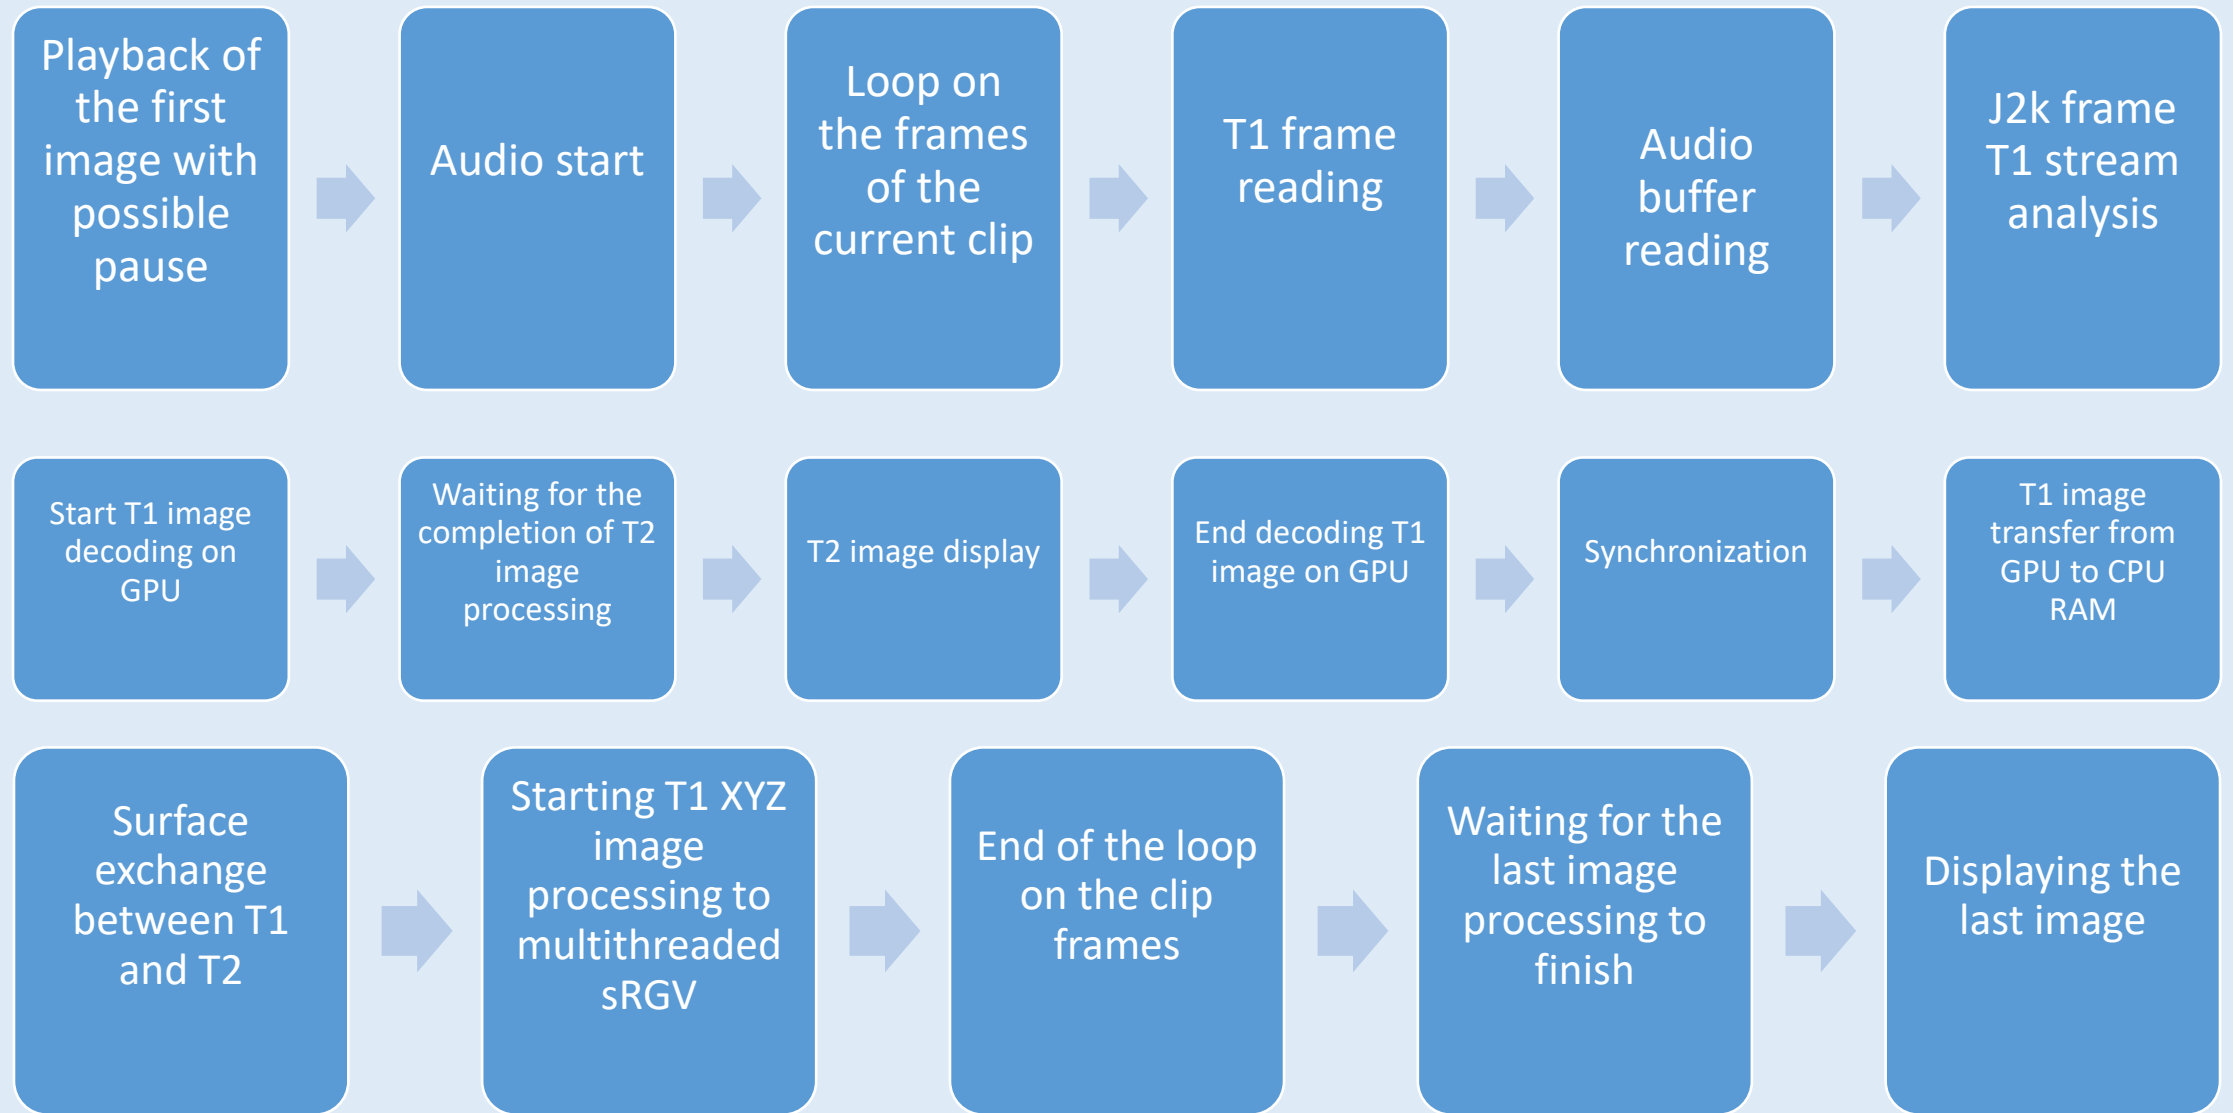 Playback of
the first
image with
possible
pause
Audio start
Loop on
the frames
of the
current clip
T1 frame
reading
Audio
buffer
reading
J2k frame
T1 stream
analysis
Start T1 image
decoding on
GPU
Waiting for the
completion of T2
image
processing
T2 image display
End decoding T1
image on GPU
Synchronization
T1 image
transfer from
GPU to CPU
RAM
Surface
exchange
between T1
and T2
Starting T1 XYZ
image
processing to
multithreaded
sRGV
End of the loop
on the clip
frames
Waiting for the
last image
processing to
finish
Displaying the
last image